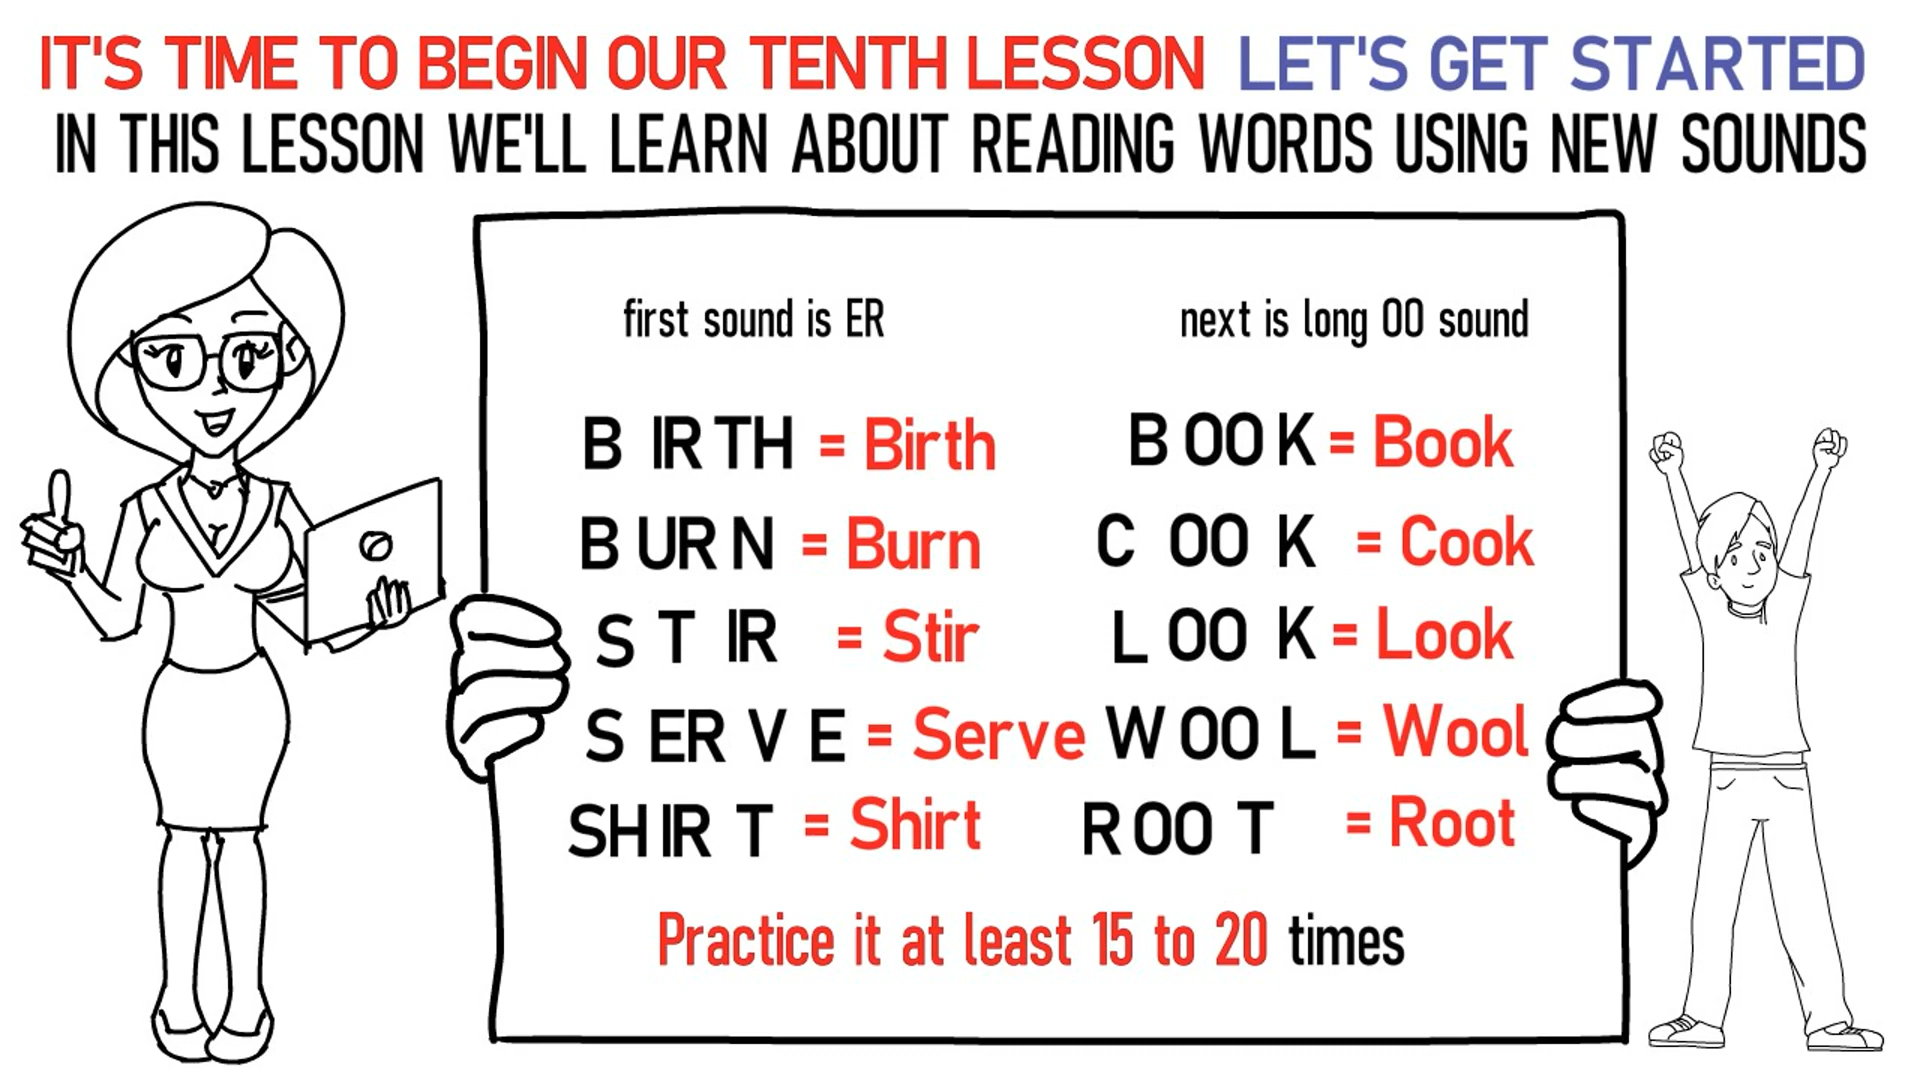 IT'S TIME TO BEGIN OUR TENTH LESSON LET'S GET STARTED
IN THIS LESSON WE'LL LEARN ABOUT READING WORDS USING NEW SOUNDS
first sound is ER
B IR TH = Birth
B UR N = Burn
S T IR = Stir
S ER V E = Serve
SH IR T = Shirt
next is long OO sound
B OO K = Book
C OO K = Cook
L OO K = Look
W OO L = Wool
R OO T = Root
Practice it at least 15 to 20 times